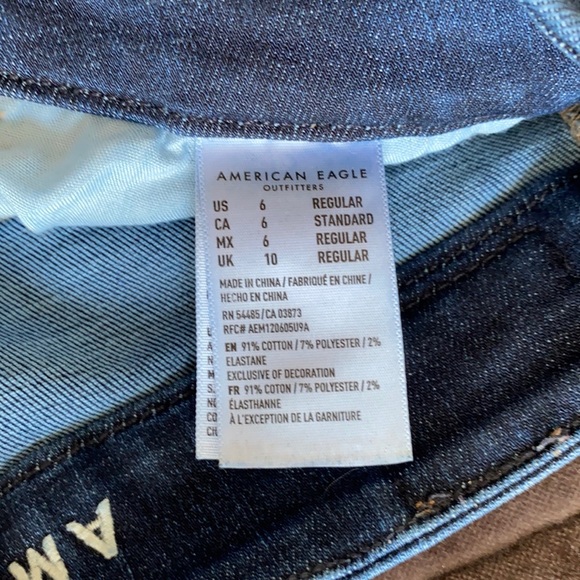 AMERICAN EAGLE
OUTFITTERS
US 6 REGULAR
CA 6 STANDARD
MX 6 REGULAR
UK 10 REGULAR
MADE IN CHINA / FABRIQUÉ EN CHINE /
HECHO EN CHINA
RN 54485 / CA 03873
RFC# AEM120605U9A
EN 91% COTTON / 7% POLYESTER / 2%
ELASTANE
EXCLUSIVE OF DECORATION
FR 91% COTON / 7% POLYESTER / 2%
ÉLASTHANNE
À L'EXCEPTION DE LA GARNITURE
A M